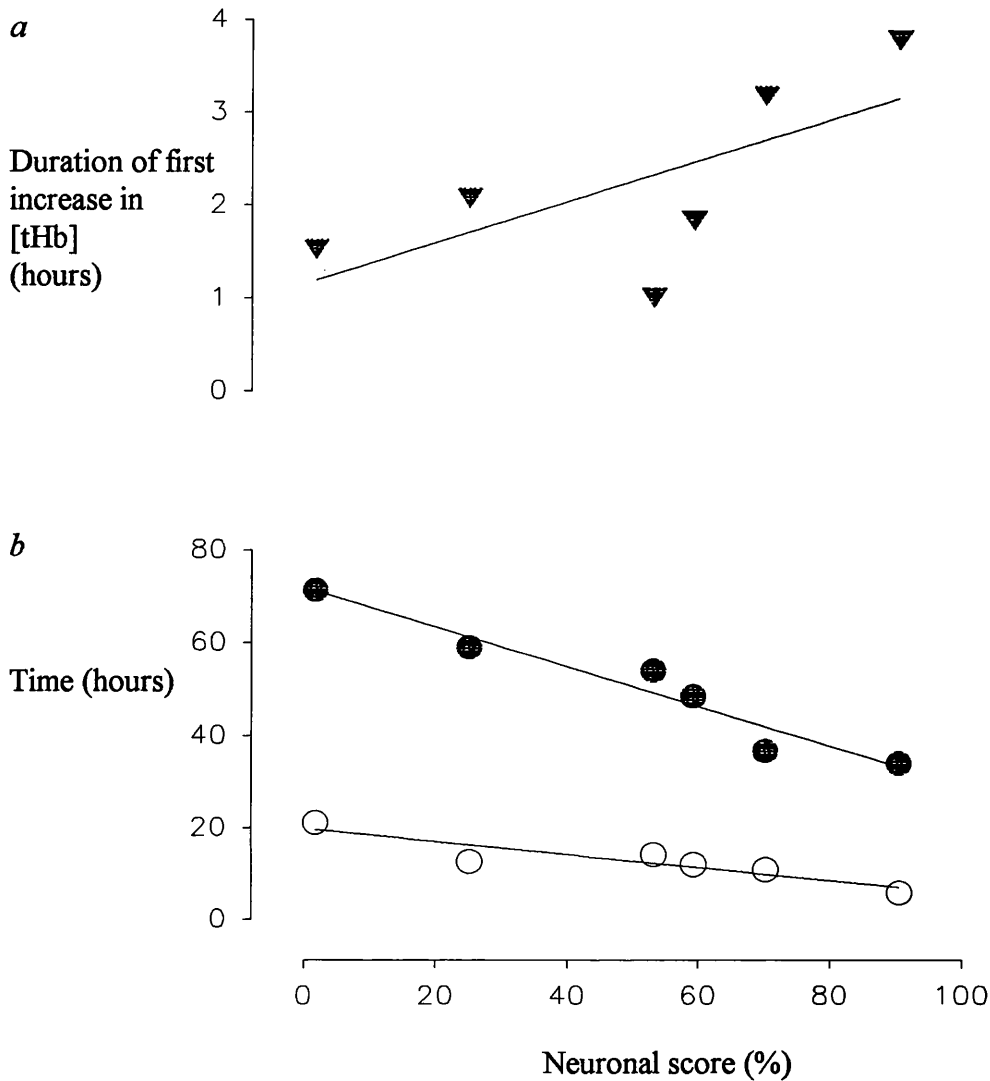 a
4
3
Duration of first
increase in
[tHb]
(hours)
2
1
0
b
80
60
Time (hours)
40
20
0
0 20 40 60 80 100
Neuronal score (%)